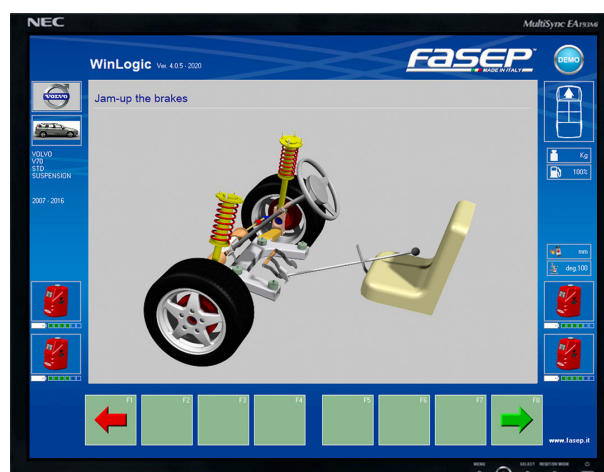 NEC
MultiSync EA193Mi
WinLogic Ver. 4.0.5 - 2020
FASEP
MADE IN ITALY
DEMO
Jam-up the brakes
VOLVO
VOLVO
V70
STD
SUSPENSION
2007 - 2016
Kg
100%
mm
deg.100
F1
F2
F3
F4
F5
F6
F7
F8
www.fasep.it
MENU
SELECT